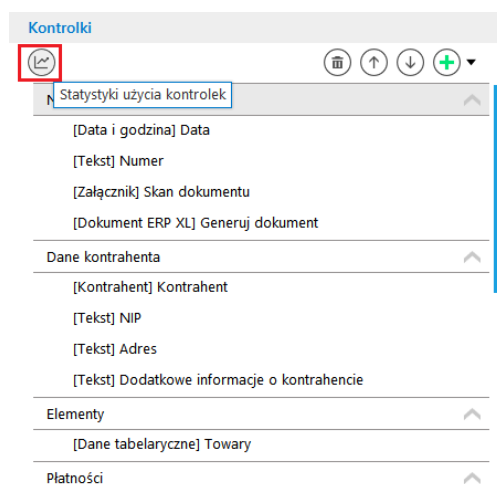 Kontrolki
Statystyki użycia kontrolek
[Data i godzina] Data
[Tekst] Numer
[Załącznik] Skan dokumentu
[Dokument ERP XL] Generuj dokument
Dane kontrahenta
[Kontrahent] Kontrahent
[Tekst] NIP
[Tekst] Adres
[Tekst] Dodatkowe informacje o kontrahencie
Elementy
[Dane tabelaryczne] Towary
Płatności